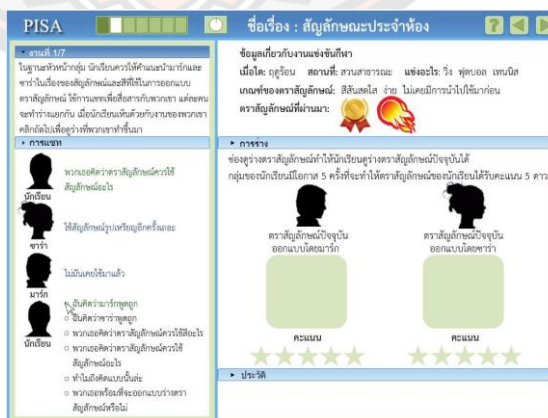 PISA
ชื่อเรื่อง : สัญลักษณะประจำห้อง
?
งานที่ 1/7
ในฐานะหัวหน้ากลุ่ม นักเรียนควรให้คำแนะนำมาร์กและ
ซาร่าในเรื่องของสัญลักษณ์และสีที่ใช้ในการออกแบบ
ตราสัญลักษณ์ ใช้การแชทเพื่อสื่อสารกับพวกเขา แต่ละคน
จะทำร่างแยกกัน เมื่อนักเรียนเห็นด้วยกับงานของพวกเขา
คลิกถัดไปเพื่อดูร่างที่พวกเขาทำขึ้นมา
การแชท
พวกเธอคิดว่าตราสัญลักษณ์ควรใช้
สัญลักษณ์อะไร
นักเรียน
ใช้สัญลักษณ์รูปเหรียญอีกครั้งเถอะ
ซาร่า
ไม่มันเคยใช้มาแล้ว
มาร์ก
ฉันคิดว่ามาร์กพูดถูก
ฉันคิดว่าซาร่าพูดถูก
พวกเธอคิดว่าตราสัญลักษณ์ควรใช้สีอะไร
พวกเธอคิดว่าตราสัญลักษณ์ควรใช้
สัญลักษณ์อะไร
ทำไมถึงคิดแบบนั้นล่ะ
พวกเธอพร้อมที่จะออกแบบร่างตรา
สัญลักษณ์หรือไม่
นักเรียน
ข้อมูลเกี่ยวกับงานแข่งขันกีฬา
เมื่อใด: ฤดูร้อน สถานที่: สวนสาธารณะ แข่งอะไร: วิ่ง ฟุตบอล เทนนิส
เกณฑ์ของตราสัญลักษณ์: สีสันสดใส ง่าย ไม่เคยมีการนำไปใช้มาก่อน
ตราสัญลักษณ์ที่ผ่านมา:
การร่าง
ช่องดูร่างตราสัญลักษณ์ทำให้นักเรียนดูร่างตราสัญลักษณ์ปัจจุบันได้
กลุ่มของนักเรียนมีโอกาส 5 ครั้งที่จะทำให้ตราสัญลักษณ์ของนักเรียนได้รับคะแนน 5 ดาว
ตราสัญลักษณ์ปัจจุบัน
ออกแบบโดยมาร์ก
ตราสัญลักษณ์ปัจจุบัน
ออกแบบโดยซาร่า
คะแนน
คะแนน
ประวัติ